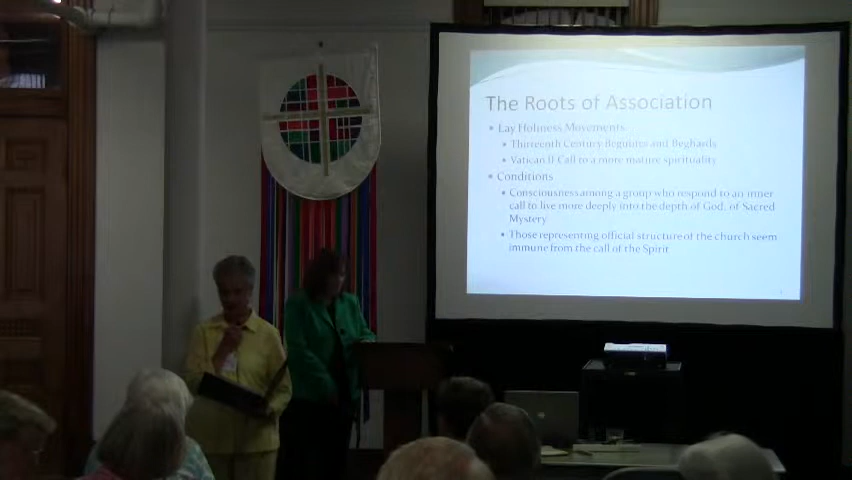 The Roots of Association
• Lay Holiness Movements
• Thirteenth Century Beguines and Beghards
• Vatican II Call to a more mature spirituality
• Conditions
• Consciousness among a group who respond to an inner
call to live more deeply into the depth of God, of Sacred
Mystery
• Those representing official structure of the church seem
immune from the call of the Spirit